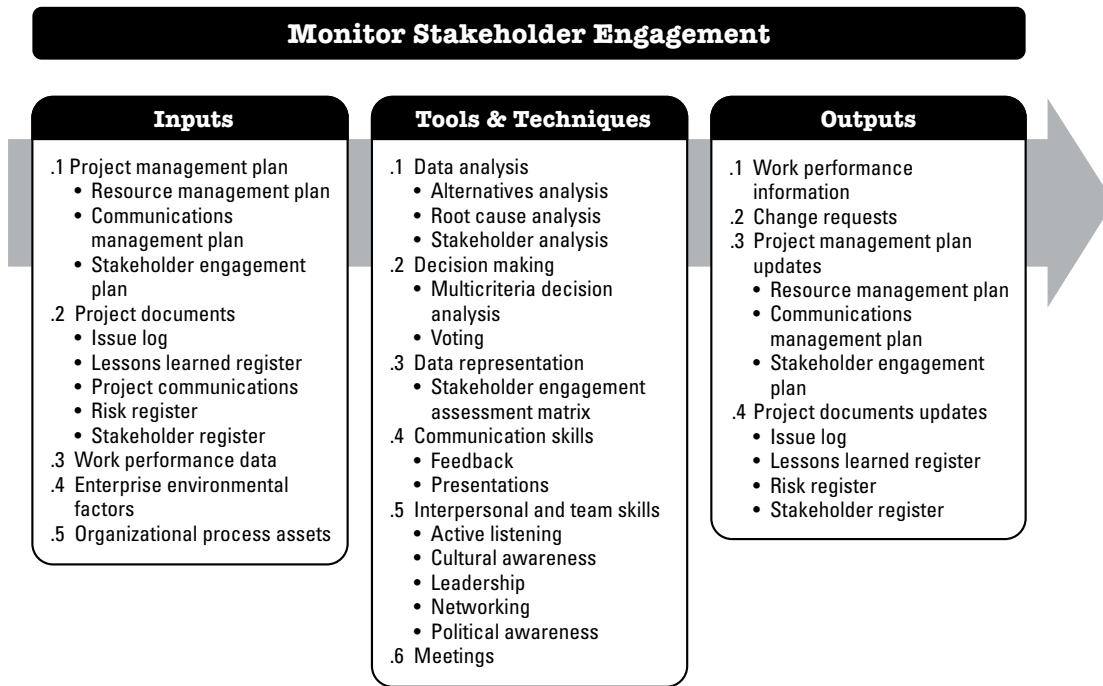 Monitor Stakeholder Engagement
Inputs
.1 Project management plan
• Resource management plan
• Communications
management plan
• Stakeholder engagement
plan
.2 Project documents
• Issue log
• Lessons learned register
• Project communications
• Risk register
• Stakeholder register
.3 Work performance data
.4 Enterprise environmental
factors
.5 Organizational process assets
Tools & Techniques
.1 Data analysis
• Alternatives analysis
• Root cause analysis
• Stakeholder analysis
.2 Decision making
• Multicriteria decision
analysis
• Voting
.3 Data representation
• Stakeholder engagement
assessment matrix
.4 Communication skills
• Feedback
• Presentations
.5 Interpersonal and team skills
• Active listening
• Cultural awareness
• Leadership
• Networking
• Political awareness
.6 Meetings
Outputs
.1 Work performance
information
.2 Change requests
.3 Project management plan
updates
• Resource management plan
• Communications
management plan
• Stakeholder engagement
plan
.4 Project documents updates
• Issue log
• Lessons learned register
• Risk register
• Stakeholder register